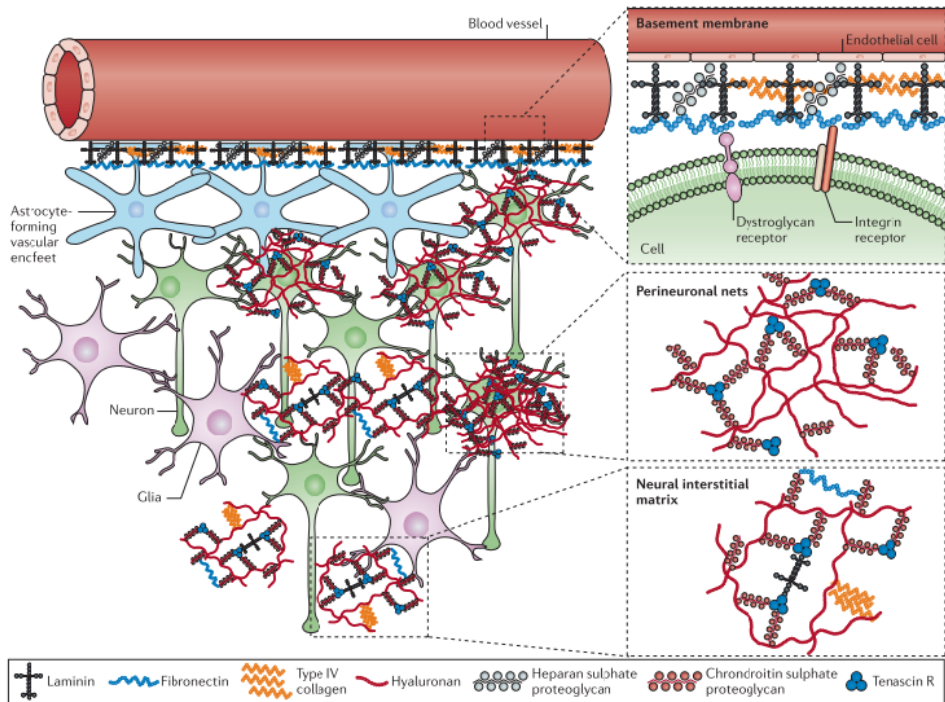 Blood vessel
Basement membrane
Endothelial cell
Astrocyte-
forming
vascular
encfeet
Dystroglycan
receptor
Integrin
receptor
Cell
Perineuronal nets
Neuron
Glia
Neural interstitial
matrix
Laminin
Fibronectin
Type IV
collagen
Hyaluronan
Heparan sulphate
proteoglycan
Chrondroitin sulphate
proteoglycan
Tenascin R